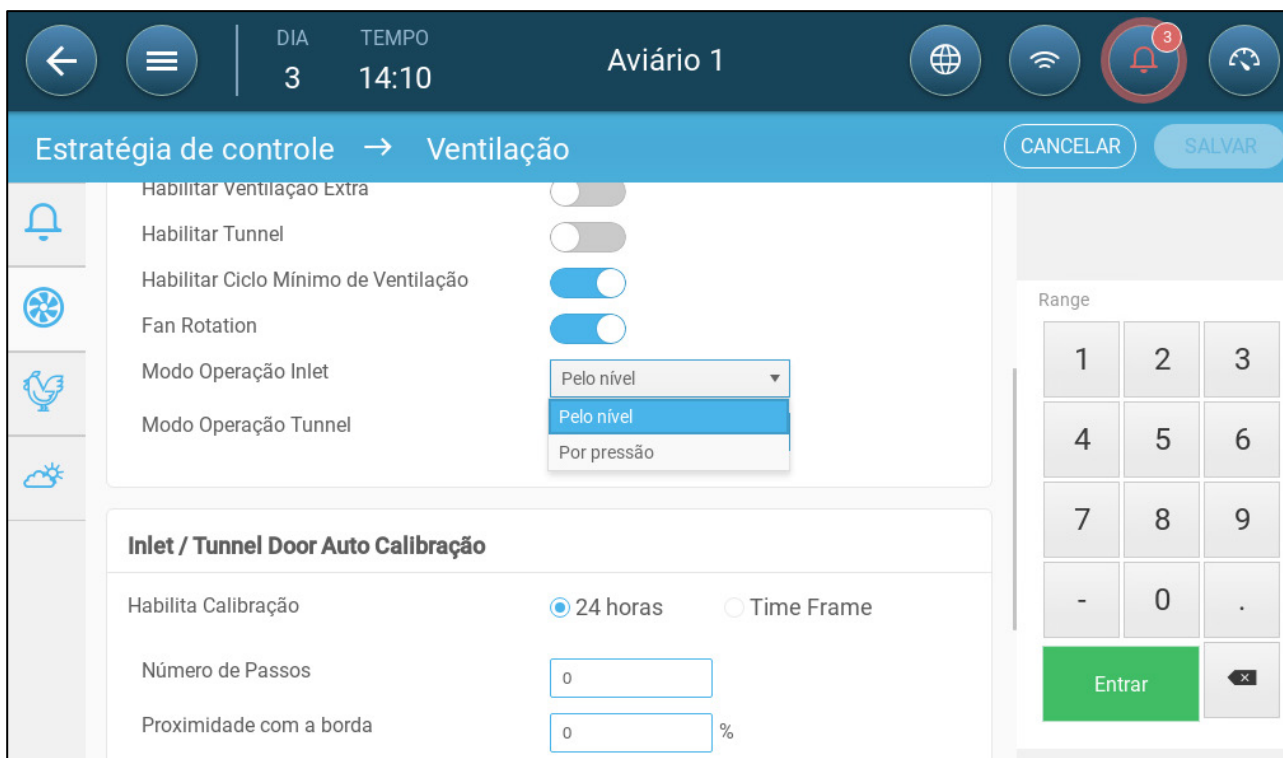 DIA TEMPO
3 14:10
Aviário 1
3
Estratégia de controle → Ventilação
CANCELAR
SALVAR
Habilitar Ventilação Extra
Habilitar Tunnel
Habilitar Ciclo Mínimo de Ventilação
Fan Rotation
Modo Operação Inlet
Pelo nível
Pelo nível
Modo Operação Tunnel
Por pressão
Inlet / Tunnel Door Auto Calibração
Habilita Calibração
24 horas
Time Frame
Número de Passos
0
Proximidade com a borda
0
%
Range
1 2 3
4 5 6
7 8 9
- 0 .
Entrar